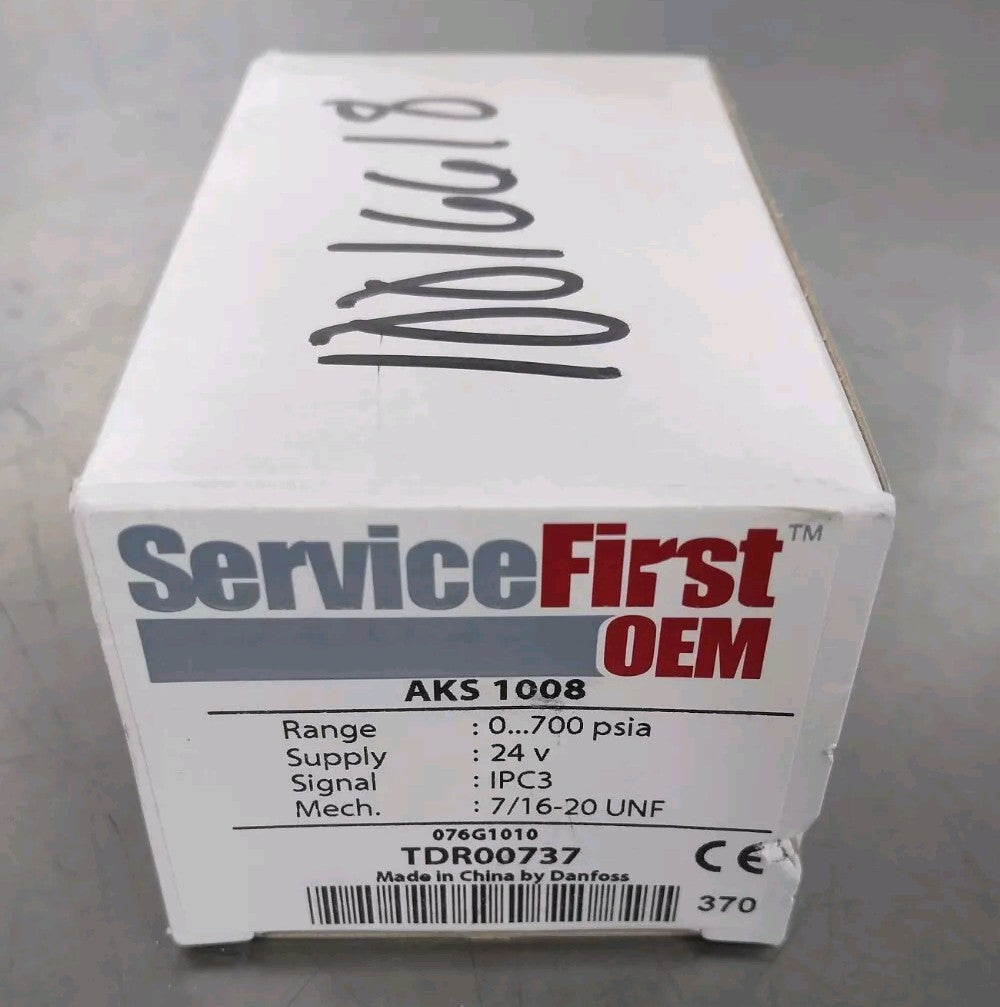 10016618
ServiceFirst™
OEM
AKS 1008
Range : 0...700 psia
Supply : 24 v
Signal : IPC3
Mech. : 7/16-20 UNF
076G1010
TDR00737
Made in China by Danfoss
CE
370